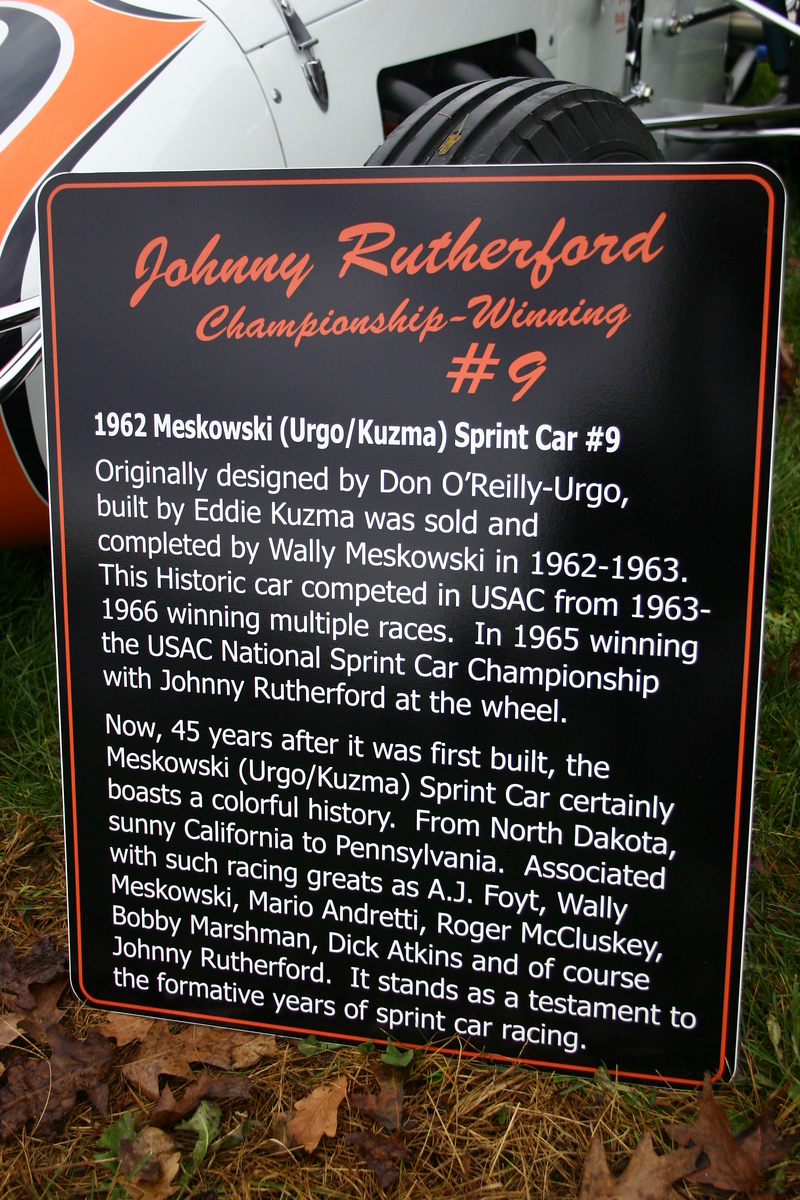 Johnny Rutherford
Championship-Winning
#9
1962 Meskowski (Urgo/Kuzma) Sprint Car #9
Originally designed by Don O'Reilly-Urgo,
built by Eddie Kuzma was sold and
completed by Wally Meskowski in 1962-1963.
This Historic car competed in USAC from 1963-
1966 winning multiple races.  In 1965 winning
the USAC National Sprint Car Championship
with Johnny Rutherford at the wheel.
Now, 45 years after it was first built, the
Meskowski (Urgo/Kuzma) Sprint Car certainly
boasts a colorful history.  From North Dakota,
sunny California to Pennsylvania.  Associated
with such racing greats as A.J. Foyt, Wally
Meskowski, Mario Andretti, Roger McCluskey,
Bobby Marshman, Dick Atkins and of course
Johnny Rutherford.  It stands as a testament to
the formative years of sprint car racing.